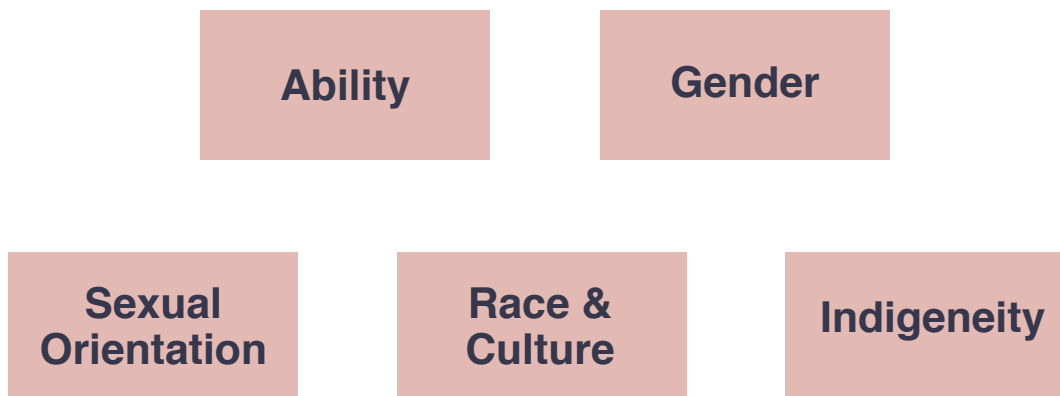 Ability
Gender
Sexual
Orientation
Race &
Culture
Indigeneity